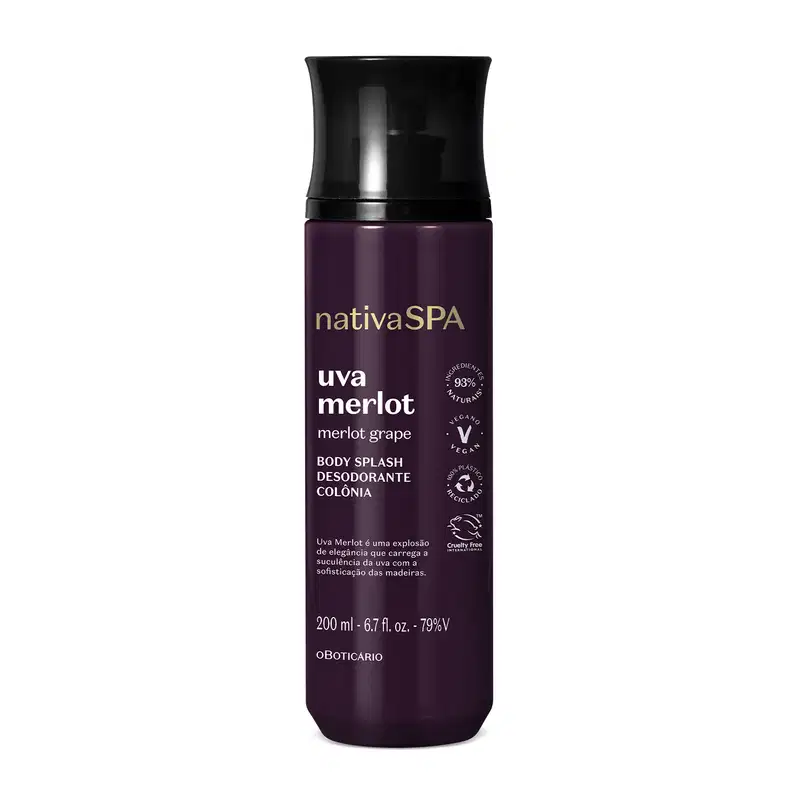 nativaSPA
uva
merlot
merlot grape
BODY SPLASH
DESODORANTE
COLÔNIA
INGREDIENTES
93%
NATURAIS
VEGANO
V
VEGAN
100% PLÁSTICO
RECICLADO
TM
Cruelty Free
INTERNATIONAL
Uva Merlot é uma explosão
de elegância que carrega a
suculência da uva com a
sofisticação das madeiras.
200 ml - 6.7 fl. oz. - 79%V
oBOTICÁRIO